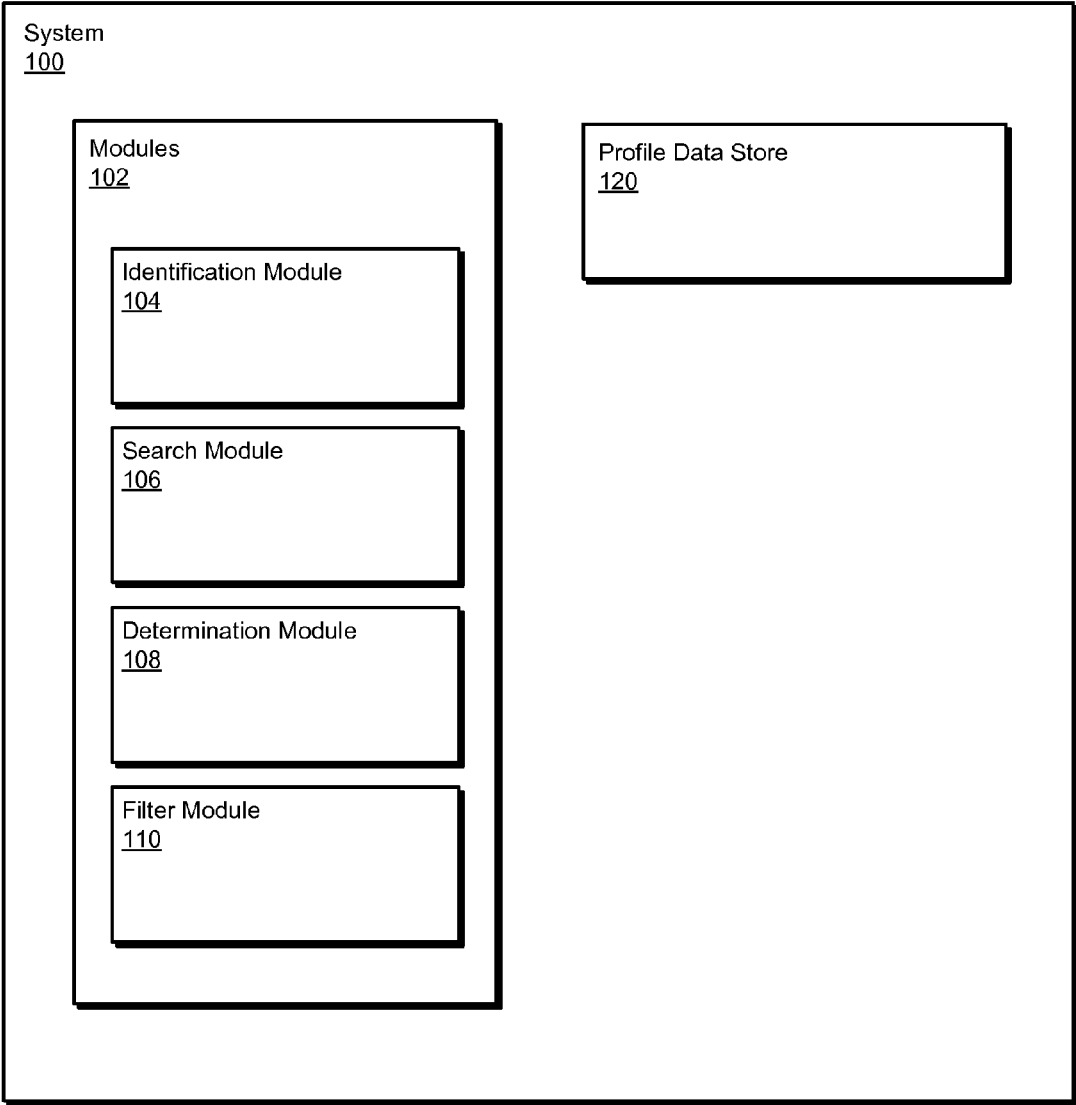 System
100
Modules
102
Identification Module
104
Search Module
106
Determination Module
108
Filter Module
110
Profile Data Store
120